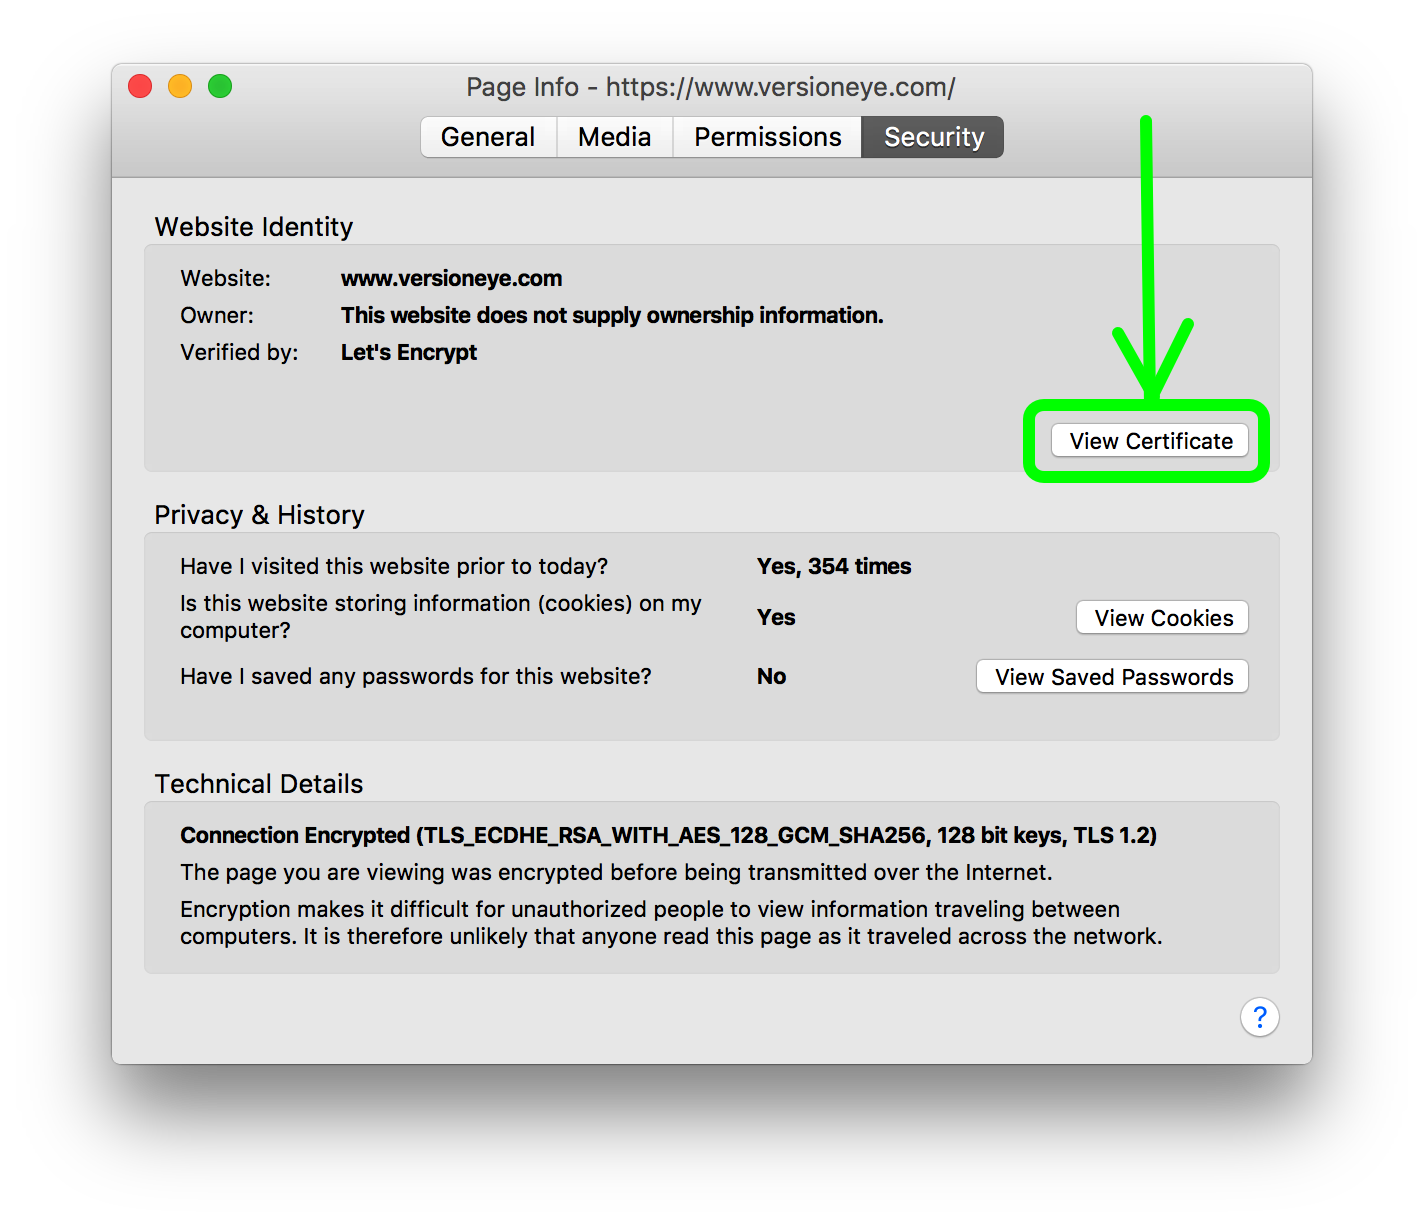 Page Info - https://www.versioneye.com/
General Media Permissions Security
Website Identity
Website: www.versioneye.com
Owner: This website does not supply ownership information.
Verified by: Let's Encrypt
View Certificate
Privacy & History
Have I visited this website prior to today? Yes, 354 times
Is this website storing information (cookies) on my
computer? Yes View Cookies
Have I saved any passwords for this website? No View Saved Passwords
Technical Details
Connection Encrypted (TLS_ECDHE_RSA_WITH_AES_128_GCM_SHA256, 128 bit keys, TLS 1.2)
The page you are viewing was encrypted before being transmitted over the Internet.
Encryption makes it difficult for unauthorized people to view information traveling between
computers. It is therefore unlikely that anyone read this page as it traveled across the network.
?